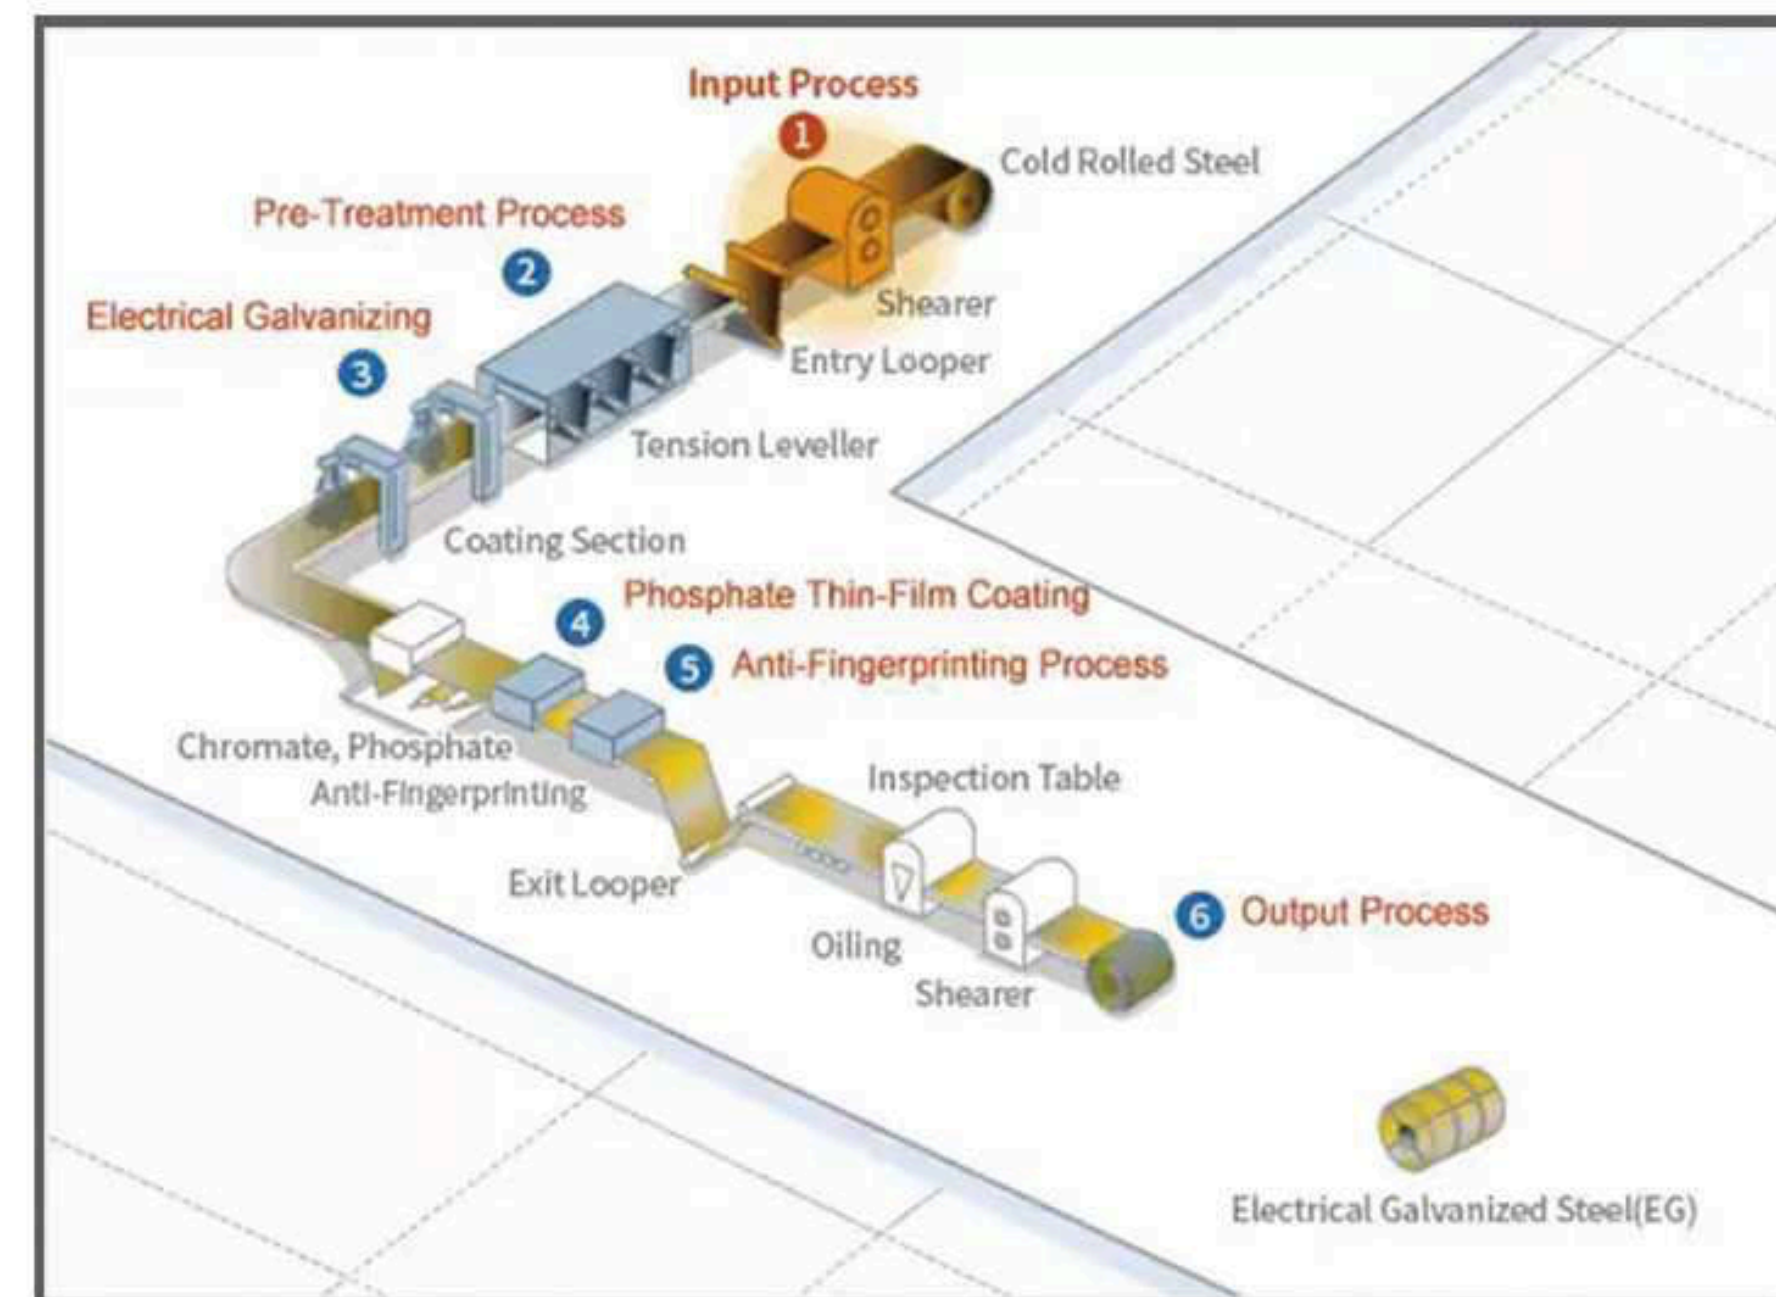 Input Process
1
Cold Rolled Steel
Pre-Treatment Process
2
Shearer
Electrical Galvanizing
Entry Looper
3
Tension Leveller
Coating Section
Phosphate Thin-Film Coating
4
5
Anti-Fingerprinting Process
Chromate, Phosphate
Anti-Fingerprinting
Inspection Table
Exit Looper
6
Output Process
Oiling
Shearer
Electrical Galvanized Steel(EG)